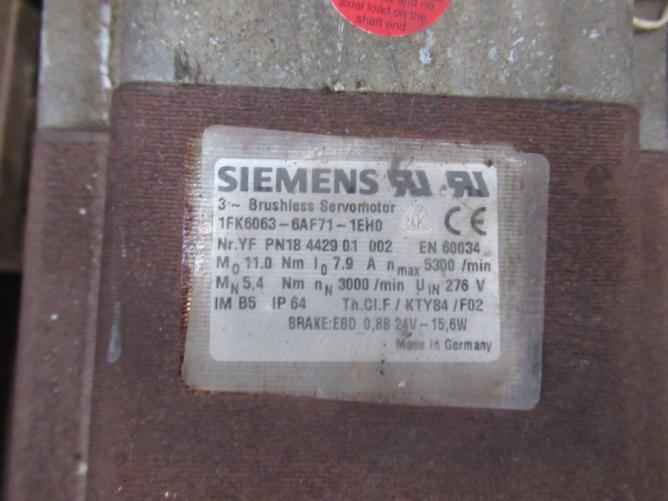 and no
axial load on the
shaft end
SIEMENS
3~ Brushless Servomotor
1FK6063-6AF71-1EH0
Nr.YF PN18 4429 01 002 EN 60034
M0 11.0 Nm I0 7.9 A nmax 5300 /min
MN 5,4 Nm nN 3000 /min UIN 276 V
IM B5 IP 64 Th.Cl.F / KTY84 /F02
BRAKE:EBD 0,8B 24V-15,6W
Made in Germany